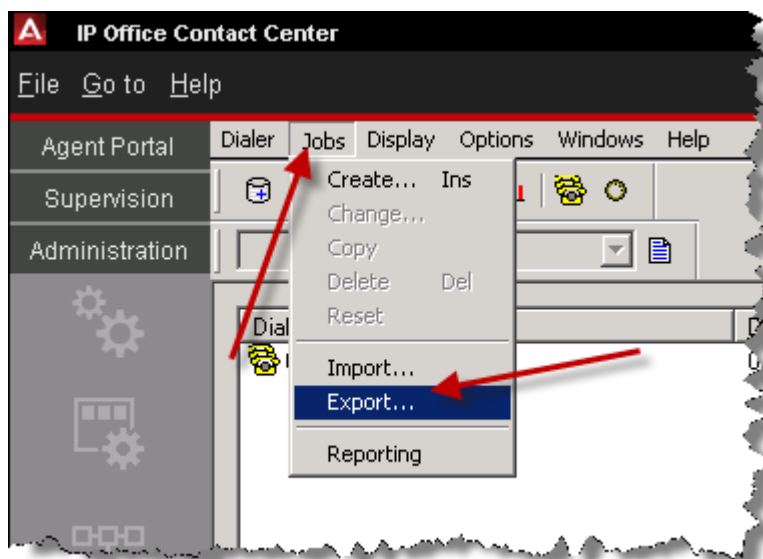 IP Office Contact Center
File Go to Help
Agent Portal
Supervision
Administration
Dialer Jobs Display Options Windows Help
Create... Ins
Change...
Copy
Delete Del
Reset
Import...
Export...
Reporting
Dial